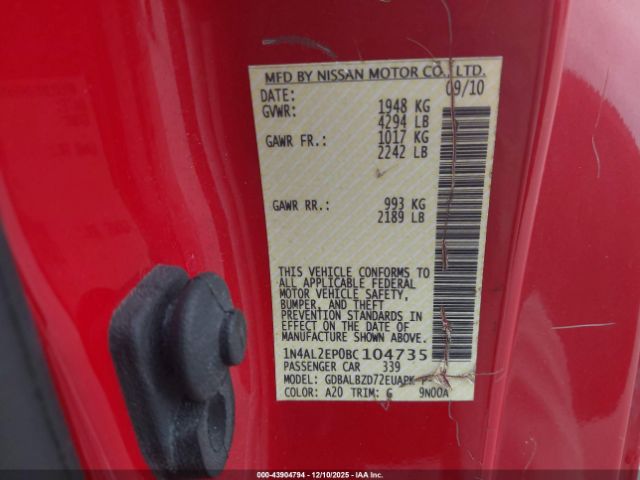 MFD BY NISSAN MOTOR CO., LTD.
DATE: 09/10
GVWR: 1948 KG
4294 LB
GAWR FR.: 1017 KG
2242 LB
GAWR RR.: 993 KG
2189 LB
THIS VEHICLE CONFORMS TO
ALL APPLICABLE FEDERAL
MOTOR VEHICLE SAFETY,
BUMPER, AND THEFT
PREVENTION STANDARDS IN
EFFECT ON THE DATE OF
MANUFACTURE SHOWN ABOVE.
1N4AL2EP0BC104735
PASSENGER CAR 339
MODEL: GDBALBZD72EUAPK
COLOR: A20 TRIM: G 9N00A
000-43904794 - 12/10/2025 - IAA Inc.